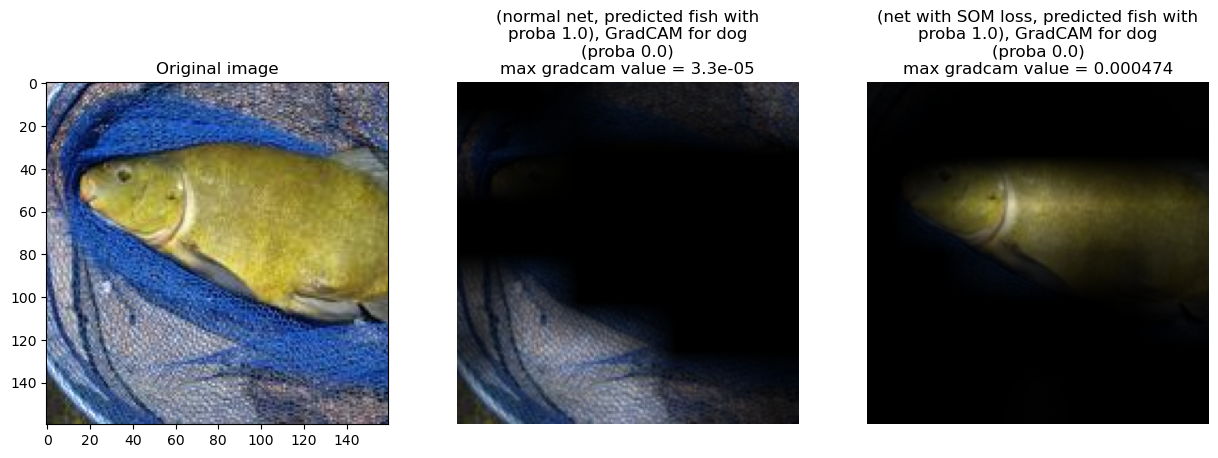 Original image
0
20
40
60
80
100
120
140
0 20 40 60 80 100 120 140
(normal net, predicted fish with
proba 1.0), GradCAM for dog
(proba 0.0)
max gradcam value = 3.3e-05
(net with SOM loss, predicted fish with
proba 1.0), GradCAM for dog
(proba 0.0)
max gradcam value = 0.000474